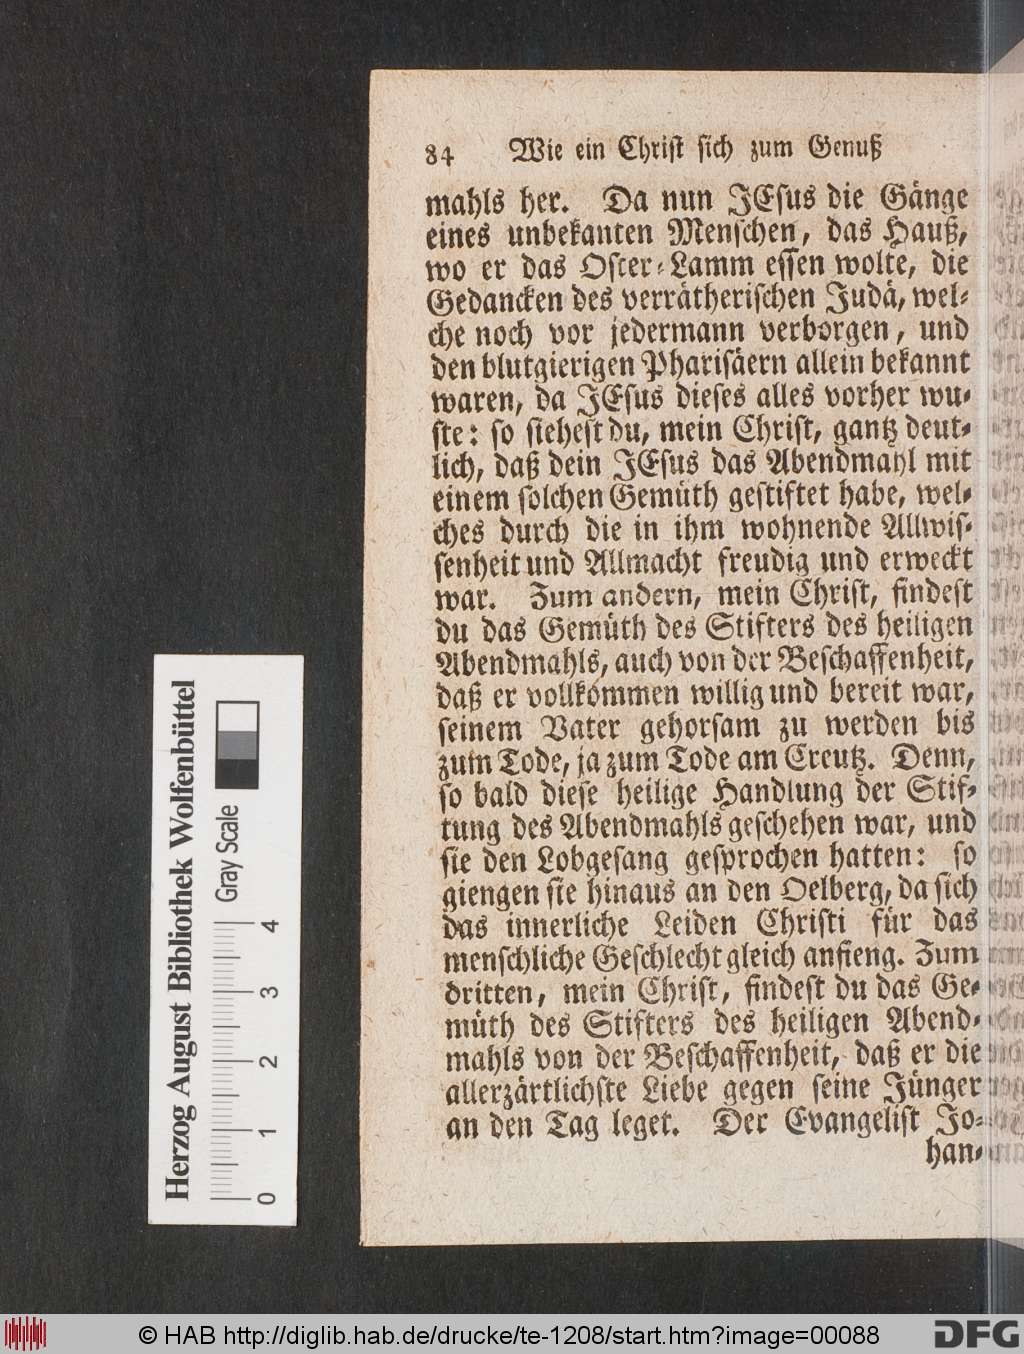 84 Wie ein Christ sich zum Genuß
mahls her. Da nun JEsus die Gänge
eines unbekanten Menschen, das Hauß,
wo er das Oster-Lamm essen wolte, die
Gedancken des verrätherischen Judä, wel-
che noch vor jedermann verborgen, und
den blutgierigen Pharisäern allein bekannt
waren, da JEsus dieses alles vorher wu-
ste: so siehest du, mein Christ, gantz deut-
lich, daß dein JEsus das Abendmahl mit
einem solchen Gemüth gestiftet habe, wel-
ches durch die in ihm wohnende Allwis-
senheit und Allmacht freudig und erweckt
war. Zum andern, mein Christ, findest
du das Gemüth des Stifters des heiligen
Abendmahls, auch von der Beschaffenheit,
daß er vollkommen willig und bereit war,
seinem Vater gehorsam zu werden bis
zum Tode, ja zum Tode am Creutz. Denn,
so bald diese heilige Handlung der Stif-
tung des Abendmahls geschehen war, und
sie den Lobgesang gesprochen hatten: so
giengen sie hinaus an den Oelberg, da sich
das innerliche Leiden Christi für das
menschliche Geschlecht gleich anfieng. Zum
dritten, mein Christ, findest du das Ge-
müth des Stifters des heiligen Abend-
mahls von der Beschaffenheit, daß er die
allerzärtlichste Liebe gegen seine Jünger
an den Tag leget. Der Evangelist Jo-
han-
Herzog August Bibliothek Wolfenbüttel
Gray Scale
0 1 2 3 4
© HAB http://diglib.hab.de/drucke/te-1208/start.htm?image=00088
DFG